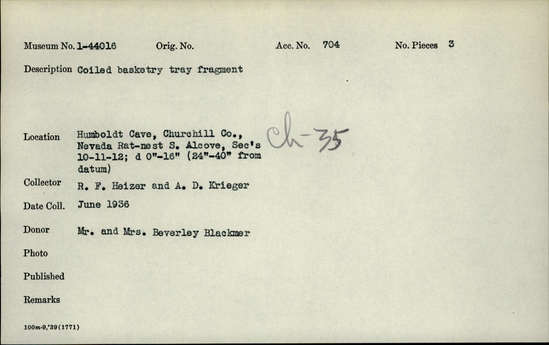 Museum No. 1-44016 Orig. No. Acc. No. 704 No. Pieces 3
Description Coiled basketry tray fragment
Location Humboldt Cave, Churchill Co.,
Nevada Rat-nest S. Alcove, Sec's
10-11-12; d 0"-16" (24"-40" from
datum)
Ch-35
Collector R. F. Heizer and A. D. Krieger
Date Coll. June 1936
Donor Mr. and Mrs. Beverley Blackmer
Photo
Published
Remarks
100m-9,'39(1771)